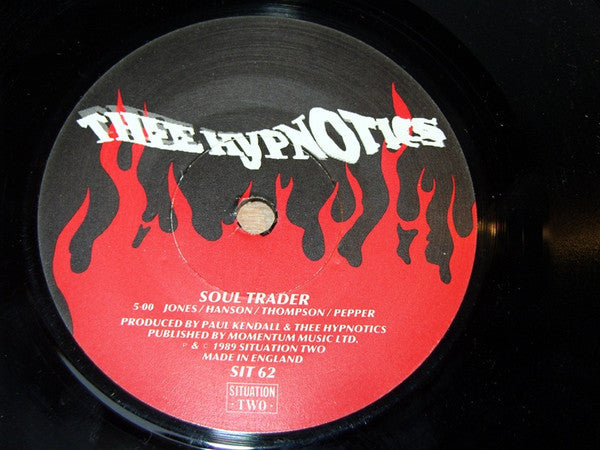 THEE HYPNOTICS
SOUL TRADER
5·00 JONES / HANSON / THOMPSON / PEPPER
PRODUCED BY PAUL KENDALL & THEE HYPNOTICS
PUBLISHED BY MOMENTUM MUSIC LTD.
℗ & © 1989 SITUATION TWO
MADE IN ENGLAND
SIT 62
SITUATION
·TWO·